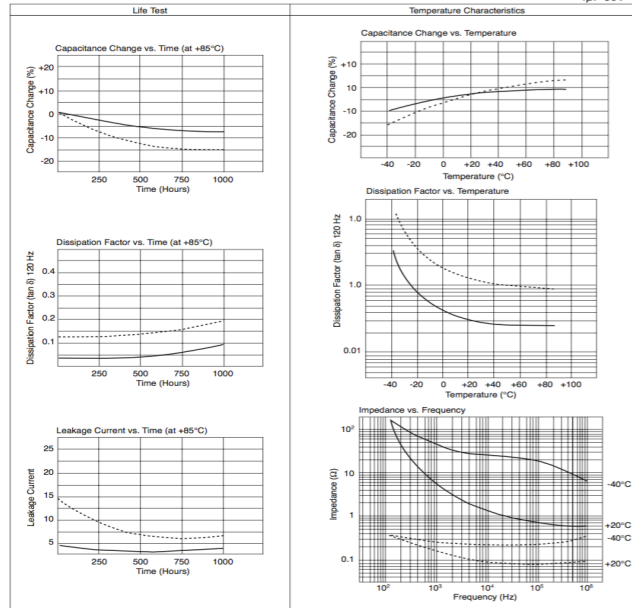 Life Test
Capacitance Change vs. Time (at +85°C)
Capacitance Change (%)
+20
+10
0
-10
-20
250 500 750 1000
Time (Hours)
Dissipation Factor vs. Time (at +85°C)
Dissipation Factor (tan δ) 120 Hz
0.4
0.3
0.2
0.1
250 500 750 1000
Time (Hours)
Leakage Current vs. Time (at +85°C)
Leakage Current
25
20
15
10
5
250 500 750 1000
Time (Hours)
Temperature Characteristics
Capacitance Change vs. Temperature
Capacitance Change (%)
+10
10
-10
-20
-40 -20 0 +20 +40 +60 +80 +100
Temperature (°C)
Dissipation Factor vs. Temperature
Dissipation Factor (tan δ) 120 Hz
1.0
1.0
0.01
-40 -20 0 +20 +40 +60 +80 +100
Temperature (°C)
Impedance vs. Frequency
Impedance (Ω)
10²
10
1
0.1
-40°C
+20°C
-40°C
+20°C
10² 10³ 10⁴ 10⁵ 10⁶
Frequency (Hz)